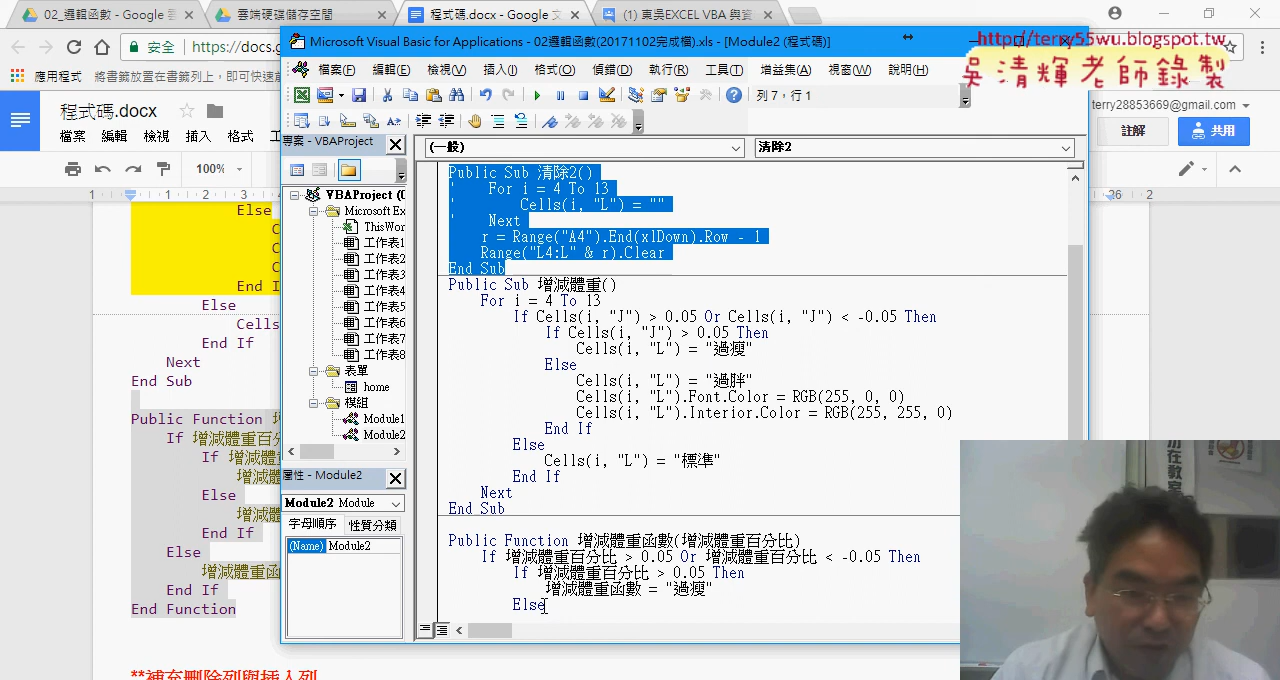 02_邏輯函數 - Google 雲
雲端硬碟儲存空間
程式碼.docx - Google 文
(1) 東吳EXCEL VBA 與資
安全
https://docs.g
應用程式
將書籤放置在書籤列上，即可快速啟
程式碼.docx
檔案 編輯 檢視 插入 格式 工
100%
terry28853669@gmail.com
註解
共用
Microsoft Visual Basic for Applications - 02邏輯函數(20171102完成檔).xls - [Module2 (程式碼)]
http://terry55wu.blogspot.tw
吳清輝老師錄製
檔案(F) 編輯(E) 檢視(V) 插入(I) 格式(O) 偵錯(D) 執行(R) 工具(T) 增益集(A) 視窗(W) 說明(H)
列 7，行 1
專案 - VBAProject
VBAProject (0
Microsoft Ex
ThisWor
工作表1
工作表2
工作表3
工作表4
工作表5
工作表6
工作表7
工作表8
表單
home
模組
Module1
Module2
屬性 - Module2
Module2 Module
字母順序 性質分類
(Name) Module2
(一般)
清除2
Public Sub 清除2()
'    For i = 4 To 13
'        Cells(i, "L") = ""
'    Next
    r = Range("A4").End(xlDown).Row - 1
    Range("L4:L" & r).Clear
End Sub
Public Sub 增減體重()
    For i = 4 To 13
        If Cells(i, "J") > 0.05 Or Cells(i, "J") < -0.05 Then
            If Cells(i, "J") > 0.05 Then
                Cells(i, "L") = "過瘦"
            Else
                Cells(i, "L") = "過胖"
                Cells(i, "L").Font.Color = RGB(255, 0, 0)
                Cells(i, "L").Interior.Color = RGB(255, 255, 0)
            End If
        Else
            Cells(i, "L") = "標準"
        End If
    Next
End Sub
Public Function 增減體重函數(增減體重百分比)
    If 增減體重百分比 > 0.05 Or 增減體重百分比 < -0.05 Then
        If 增減體重百分比 > 0.05 Then
            增減體重函數 = "過瘦"
        Else
Else
C
C
C
End I
Else
Cells
End If
Next
End Sub
Public Function
If 增減體重百分
If 增減體重
增減體
Else
增減體
End If
Else
增減體重函
End If
End Function
**補充刪除列與插入列